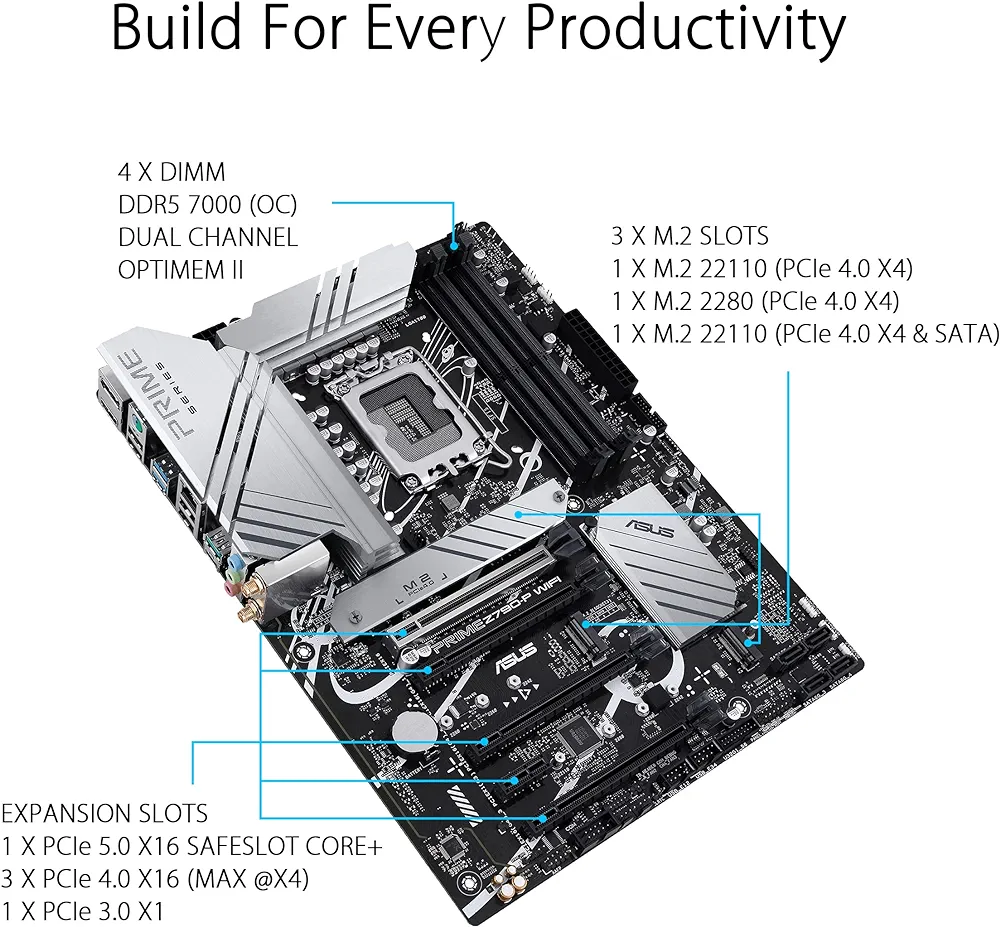 Build For Every Productivity
4 X DIMM
DDR5 7000 (OC)
DUAL CHANNEL
OPTIMEM II
3 X M.2 SLOTS
1 X M.2 22110 (PCIe 4.0 X4)
1 X M.2 2280 (PCIe 4.0 X4)
1 X M.2 22110 (PCIe 4.0 X4 & SATA)
LGA1700
PRIME
SERIES
ASUS
M.2
PRIME Z790-P WIFI
ASUS
EXPANSION SLOTS
1 X PCIe 5.0 X16 SAFESLOT CORE+
3 X PCIe 4.0 X16 (MAX @X4)
1 X PCIe 3.0 X1